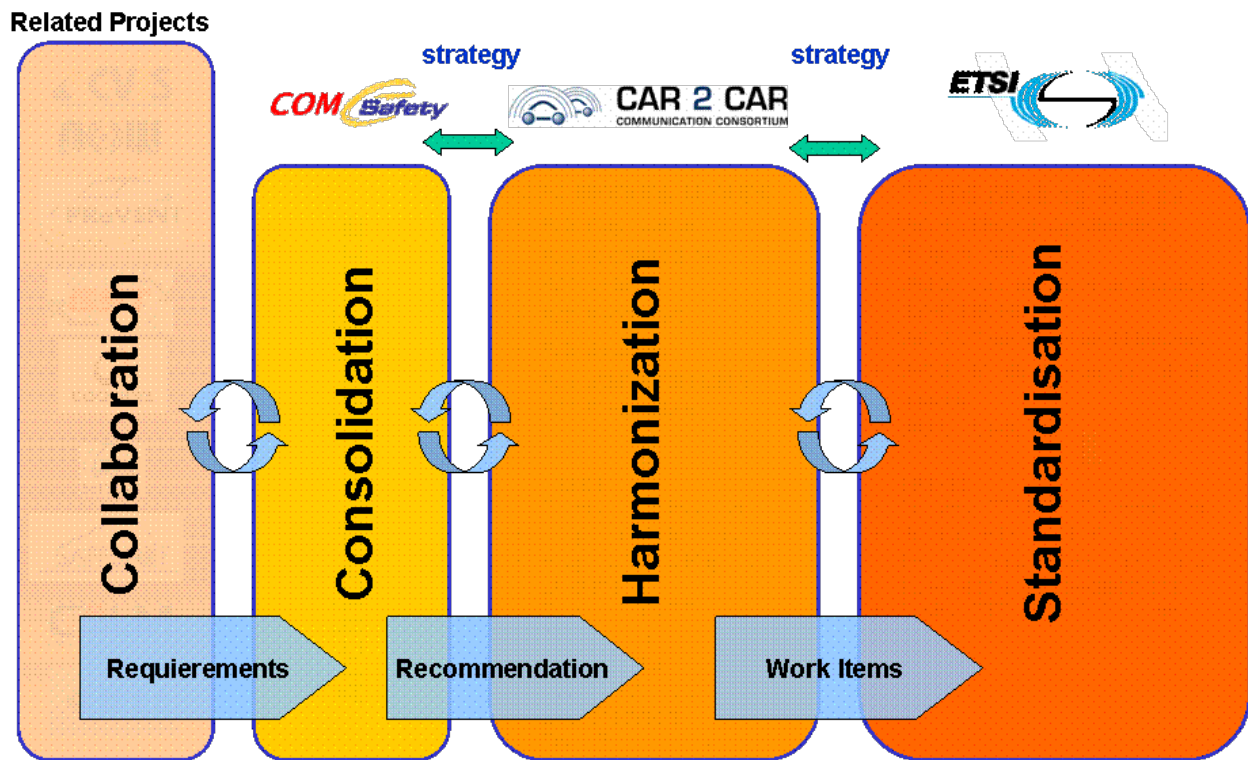 Related Projects
strategy
strategy
COM Safety
CAR 2 CAR
COMMUNICATION CONSORTIUM
ETSI
Collaboration
Consolidation
Harmonization
Standardisation
Requierements
Recommendation
Work Items